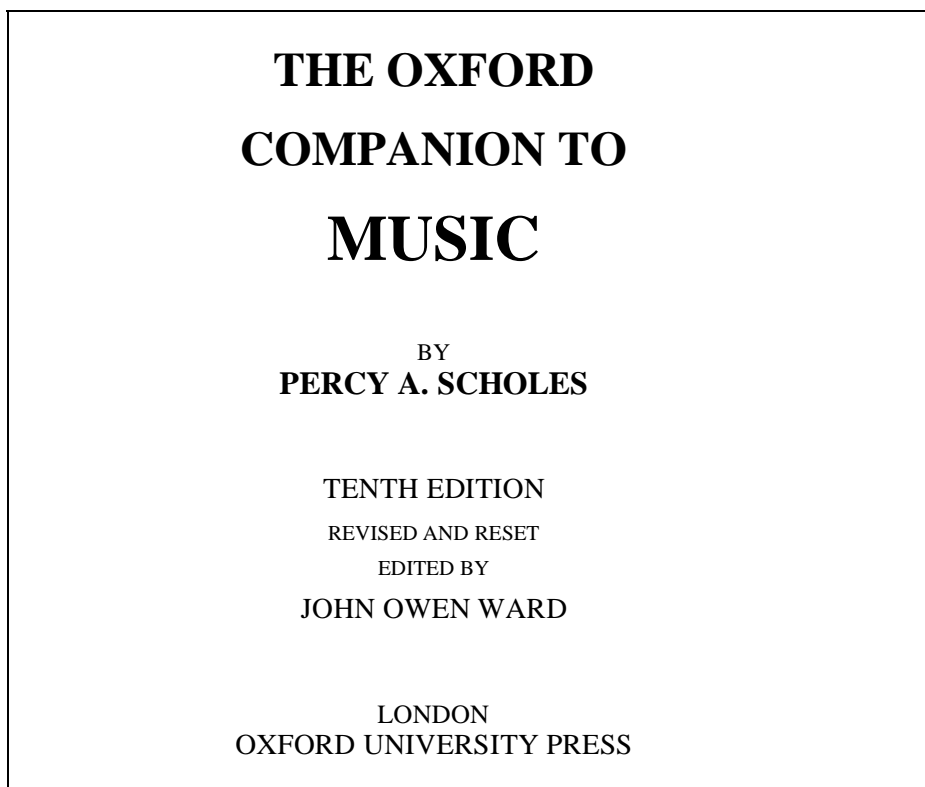 THE OXFORD
COMPANION TO
MUSIC
BY
PERCY A. SCHOLES
TENTH EDITION
REVISED AND RESET
EDITED BY
JOHN OWEN WARD
LONDON
OXFORD UNIVERSITY PRESS